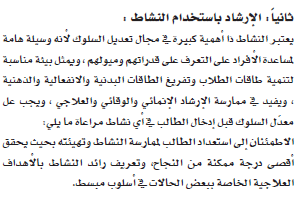 ثانياً : الإرشاد باستخدام النشاط :
يعتبر النشاط ذا أهمية كبيرة في مجال تعديل السلوك لأنه وسيلة هامة
لمساعدة الأفراد على التعرف على قدراتهم وميولهم ، ويمثل بيئة مناسبة
لتنمية طاقات الطلاب وتفريغ الطاقات البدنية والانفعالية والذهنية
، ويفيد في ممارسة الإرشاد الإنمائي والوقائي والعلاجي ، ويجب عل
معدّل السلوك قبل إدخال الطالب في أي نشاط مراعاة ما يلي:
الاطمئنان إلى استعداد الطالب لممارسة النشاط وتهيئته بحيث يحقق
أقصى درجة ممكنة من النجاح، وتعريف رائد النشاط بالأهداف
العلاجية الخاصة ببعض الحالات في أسلوب مبسط.